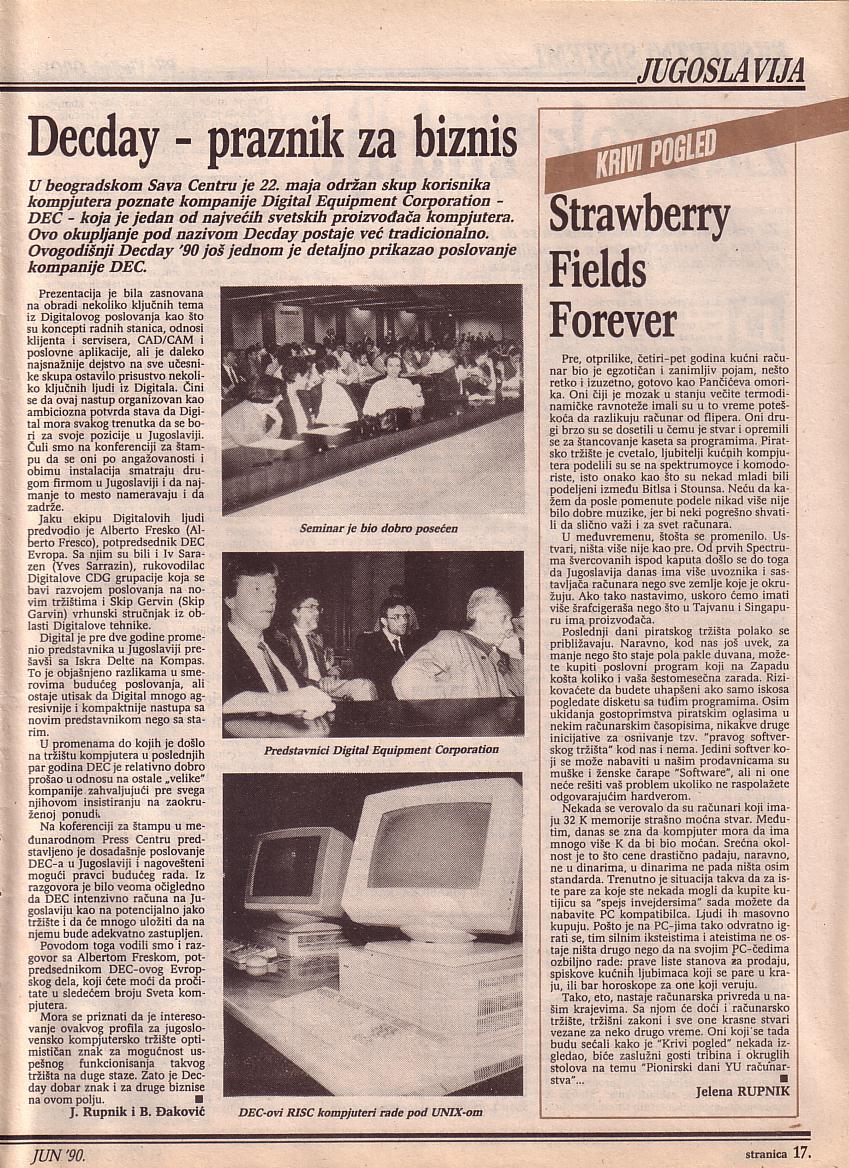 JUGOSLAVIJA
Decday - praznik za biznis
U beogradskom Sava Centru je 22. maja održan skup korisnika
kompjutera poznate kompanije Digital Equipment Corporation -
DEC - koja je jedan od najvećih svetskih proizvođača kompjutera.
Ovo okupljanje pod nazivom Decday postaje već tradicionalno.
Ovogodišnji Decday '90 još jednom je detaljno prikazao poslovanje
kompanije DEC.
Prezentacija je bila zasnovana
na obradi nekoliko ključnih tema
iz Digitalovog poslovanja kao što
su koncepti radnih stanica, odnosi
klijenta i servisera, CAD/CAM i
poslovne aplikacije, ali je daleko
najsnažnije dejstvo na sve učesni-
ke skupa ostavilo prisustvo nekoli-
ko ključnih ljudi iz Digitala. Čini
se da ovaj nastup organizovan kao
ambiciozna potvrda stava da Digi-
tal mora svakog trenutka da se bo-
ri za svoje pozicije u Jugoslaviji.
Čuli smo na konferenciji za štam-
pu da se oni po angažovanosti i
obimu instalacija smatraju dru-
gom firmom u Jugoslaviji i da naj-
manje to mesto nameravaju i da
zadrže.
Jaku ekipu Digitalovih ljudi
predvodio je Alberto Fresko (Al-
berto Fresco), potpredsednik DEC
Evropa. Sa njim su bili i Iv Sara-
zen (Yves Sarrazin), rukovodilac
Digitalove CDG grupacije koja se
bavi razvojem poslovanja na no-
vim tržištima i Skip Gervin (Skip
Garvin) vrhunski stručnjak iz ob-
lasti Digitalove tehnike.
Digital je pre dve godine prome-
nio predstavnika u Jugoslaviji pre-
šavši sa Iskra Delte na Kompas.
To je objašnjeno razlikama u sme-
rovima budućeg poslovanja, ali
ostaje utisak da Digital mnogo ag-
resivnije i kompaktnije nastupa sa
novim predstavnikom nego sa sta-
rim.
U promenama do kojih je došlo
na tržištu kompjutera u poslednjih
par godina DEC je relativno dobro
prošao u odnosu na ostale „velike"
kompanije zahvaljujući pre svega
njihovom insistiranju na zaokru-
ženoj ponudi.
Na koferenciji za štampu u me-
đunarodnom Press Centru pred-
stavljeno je dosadašnje poslovanje
DEC-a u Jugoslaviji i nagovešteni
mogući pravci budućeg rada. Iz
razgovora je bilo veoma očigledno
da DEC intenzivno računa na Ju-
goslaviju kao na potencijalno jako
tržište i da će mnogo uložiti da na
njemu bude adekvatno zastupljen.
Povodom toga vodili smo i raz-
govor sa Albertom Freskom, pot-
predsednikom DEC-ovog Evrop-
skog dela, koji ćete moći da proči-
tate u sledećem broju Sveta kom-
pjutera.
Mora se priznati da je intereso-
vanje ovakvog profila za jugoslo-
vensko kompjutersko tržište opti-
mističan znak za mogućnost us-
pešnog funkcionisanja takvog
tržišta na duge staze. Zato je Dec-
day dobar znak i za druge biznise
na ovom polju.
J. Rupnik i B. Đaković
Seminar je bio dobro posećen
Predstavnici Digital Equipment Corporation
DEC-ovi RISC kompjuteri rade pod UNIX-om
KRIVI POGLED
Strawberry
Fields
Forever
Pre, otprilike, četiri-pet godina kućni raču-
nar bio je egzotičan i zanimljiv pojam, nešto
retko i izuzetno, gotovo kao Pančićeva omori-
ka. Oni čiji je mozak u stanju večite termodi-
namičke ravnoteže imali su u to vreme poteš-
koća da razlikuju računar od flipera. Oni dru-
gi brzo su se dosetili u čemu je stvar i opremili
se za štancovanje kaseta sa programima. Pirat-
sko tržište je cvetalo, ljubitelji kućnih kompju-
tera podelili su se na spektrumovce i komodo-
riste, isto onako kao što su nekad mladi bili
podeljeni između Bitlsa i Stounsa. Neću da ka-
žem da posle pomenute podele nikad više nije
bilo dobre muzike, jer bi neki pogrešno shvati-
li da slično važi i za svet računara.
U međuvremenu, štošta se promenilo. Us-
tvari, ništa više nije kao pre. Od prvih Spectru-
ma švercovanih ispod kaputa došlo se do toga
da Jugoslavija danas ima više uvoznika i sas-
tavljača računara nego sve zemlje koje je okru-
žuju. Ako tako nastavimo, uskoro ćemo imati
više šrafcigeraša nego što u Tajvanu i Singapu-
ru ima proizvođača.
Poslednji dani piratskog tržišta polako se
približavaju. Naravno, kod nas još uvek, za
manje nego što staje pola pakle duvana, može-
te kupiti poslovni program koji na Zapadu
košta koliko i vaša šestomesečna zarada. Rizi-
kovaćete da budete uhapšeni ako samo iskosa
pogledate disketu sa tuđim programima. Osim
ukidanja gostoprimstva piratskim oglasima u
nekim računarskim časopisima, nikakve druge
inicijative za osnivanje tzv. "pravog softver-
skog tržišta" kod nas i nema. Jedini softver ko-
ji se može nabaviti u našim prodavnicama su
muške i ženske čarape "Software", ali ni one
neće rešiti vaš problem ukoliko ne raspolažete
odgovarajućim hardverom.
Nekada se verovalo da su računari koji ima-
ju 32 K memorije strašno moćna stvar. Među-
tim, danas se zna da kompjuter mora da ima
mnogo više K da bi bio moćan. Srećna okol-
nost je to što cene drastično padaju, naravno,
ne u dinarima, u dinarima ne pada ništa osim
standarda. Trenutno je situacija takva da za is-
te pare za koje ste nekada mogli da kupite ku-
tijicu sa "spejs invejdersima" sada možete da
nabavite PC kompatibilca. Ljudi ih masovno
kupuju. Pošto je na PC-jima tako odvratno ig-
rati se, tim silnim iksteistima i ateistima ne os-
taje ništa drugo nego da na svojim PC-čedima
ozbiljno rade: prave liste stanova za prodaju,
spiskove kućnih ljubimaca koji se pare u kra-
ju, ili bar horoskope za one koji veruju.
Tako, eto, nastaje računarska privreda u na-
šim krajevima. Sa njom će doći i računarsko
tržište, tržišni zakoni i sve one krasne stvari
vezane za neko drugo vreme. Oni koji se tada
budu sećali kako je "Krivi pogled" nekada iz-
gledao, biće zaslužni gosti tribina i okruglih
stolova na temu "Pionirski dani YU računar-
stva"...
Jelena RUPNIK
JUN '90.
stranica 17.